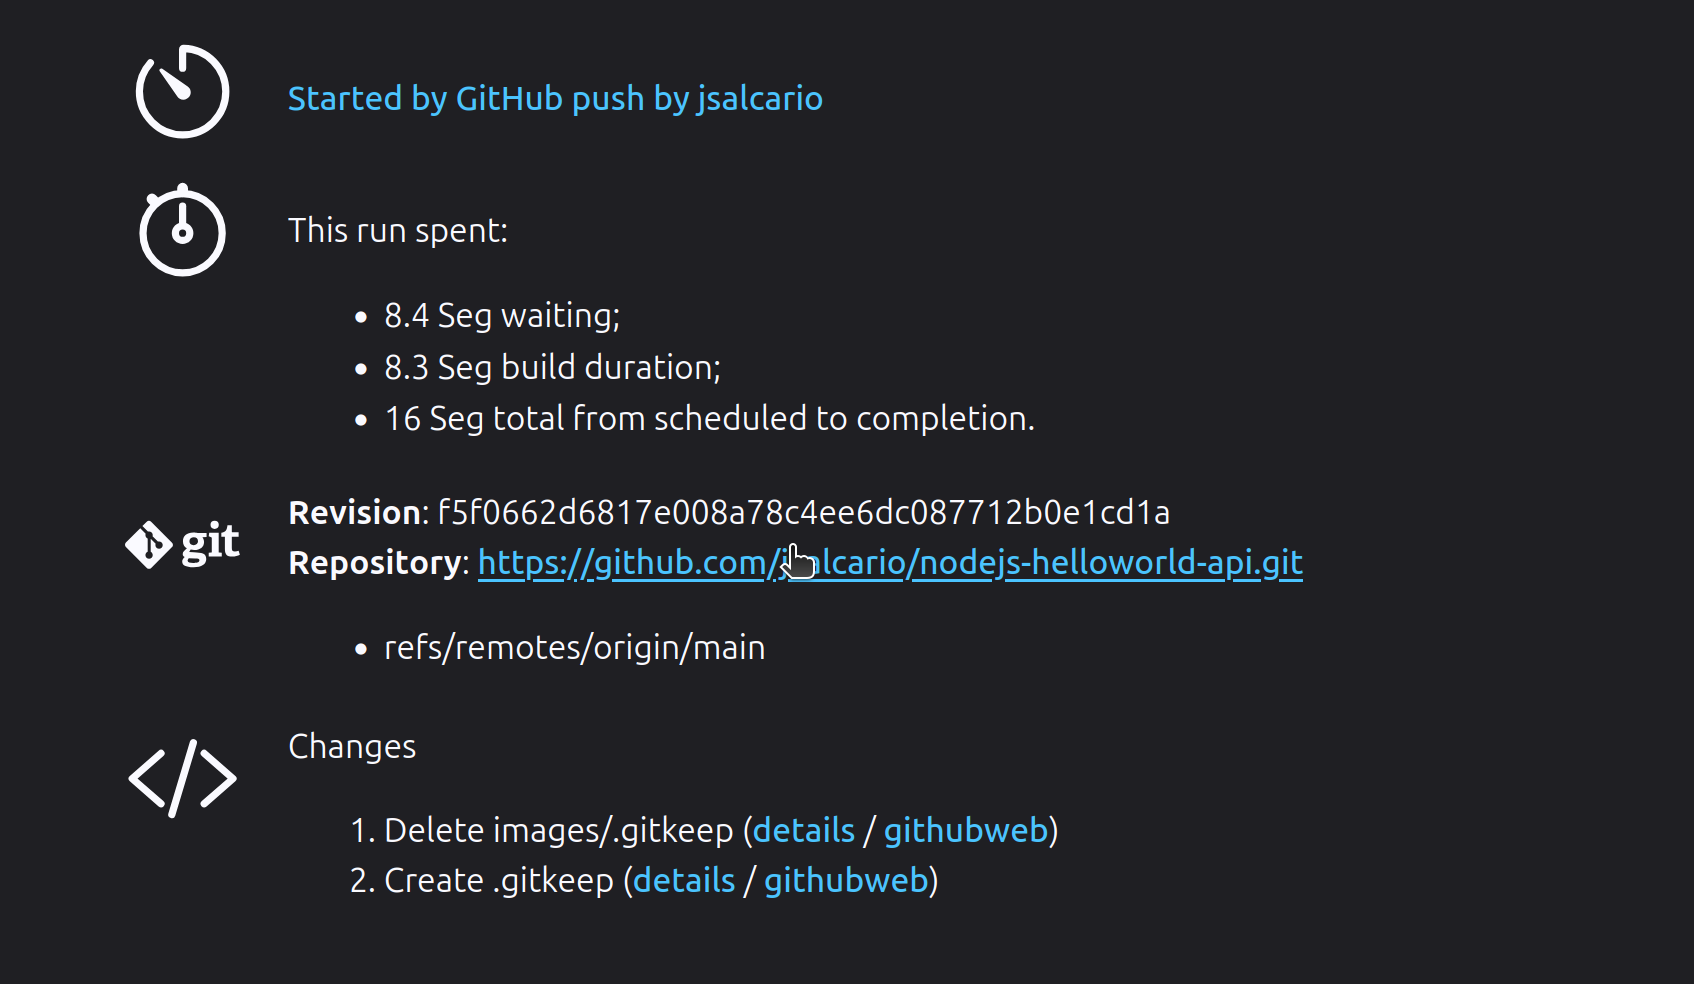 Started by GitHub push by jsalcario
This run spent:
• 8.4 Seg waiting;
• 8.3 Seg build duration;
• 16 Seg total from scheduled to completion.
git
Revision: f5f0662d6817e008a78c4ee6dc087712b0e1cd1a
Repository: https://github.com/jsalcario/nodejs-helloworld-api.git
• refs/remotes/origin/main
Changes
1. Delete images/.gitkeep (details / githubweb)
2. Create .gitkeep (details / githubweb)